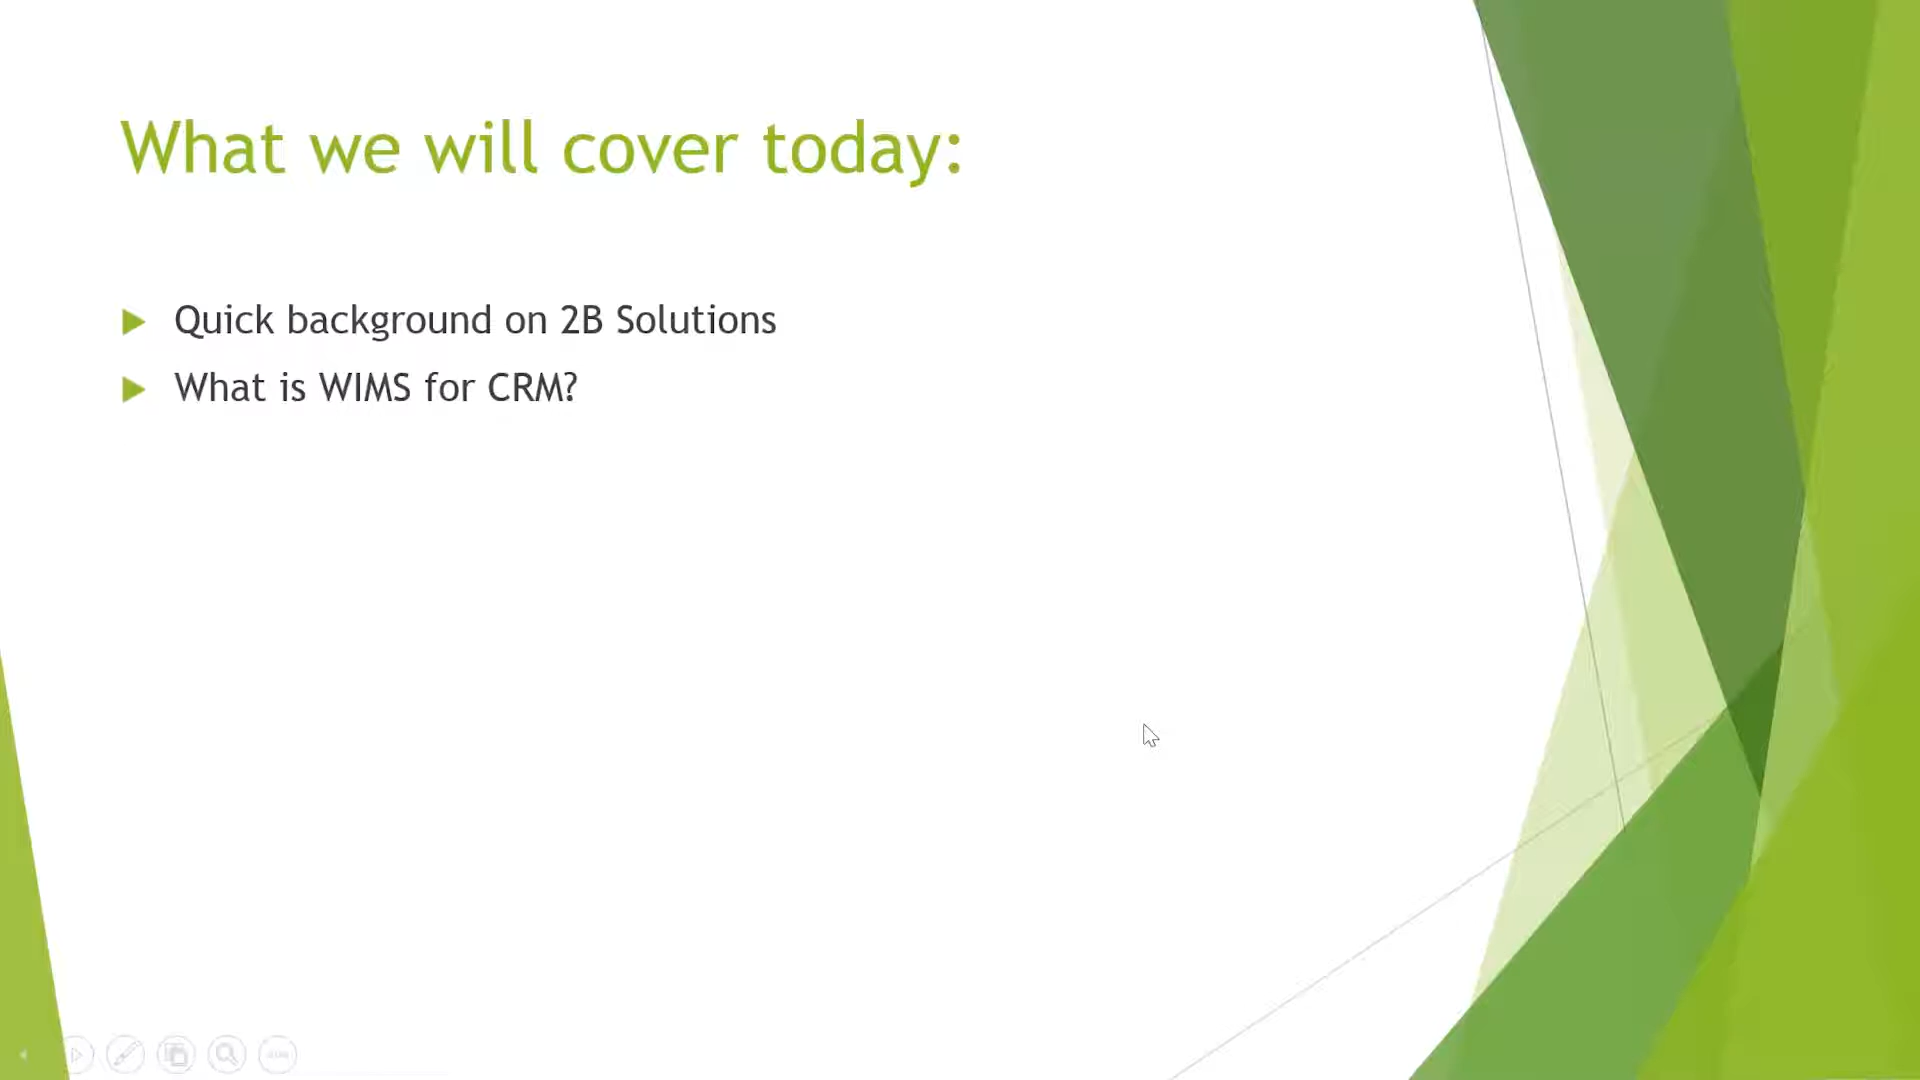 What we will cover today:
Quick background on 2B Solutions
What is WIMS for CRM?